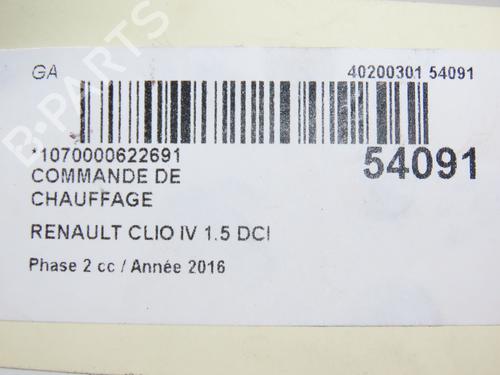 GA
40200301 54091
*1070000622691
54091
COMMANDE DE
CHAUFFAGE
RENAULT CLIO IV 1.5 DCI
Phase 2 cc / Année 2016
B-PARTS